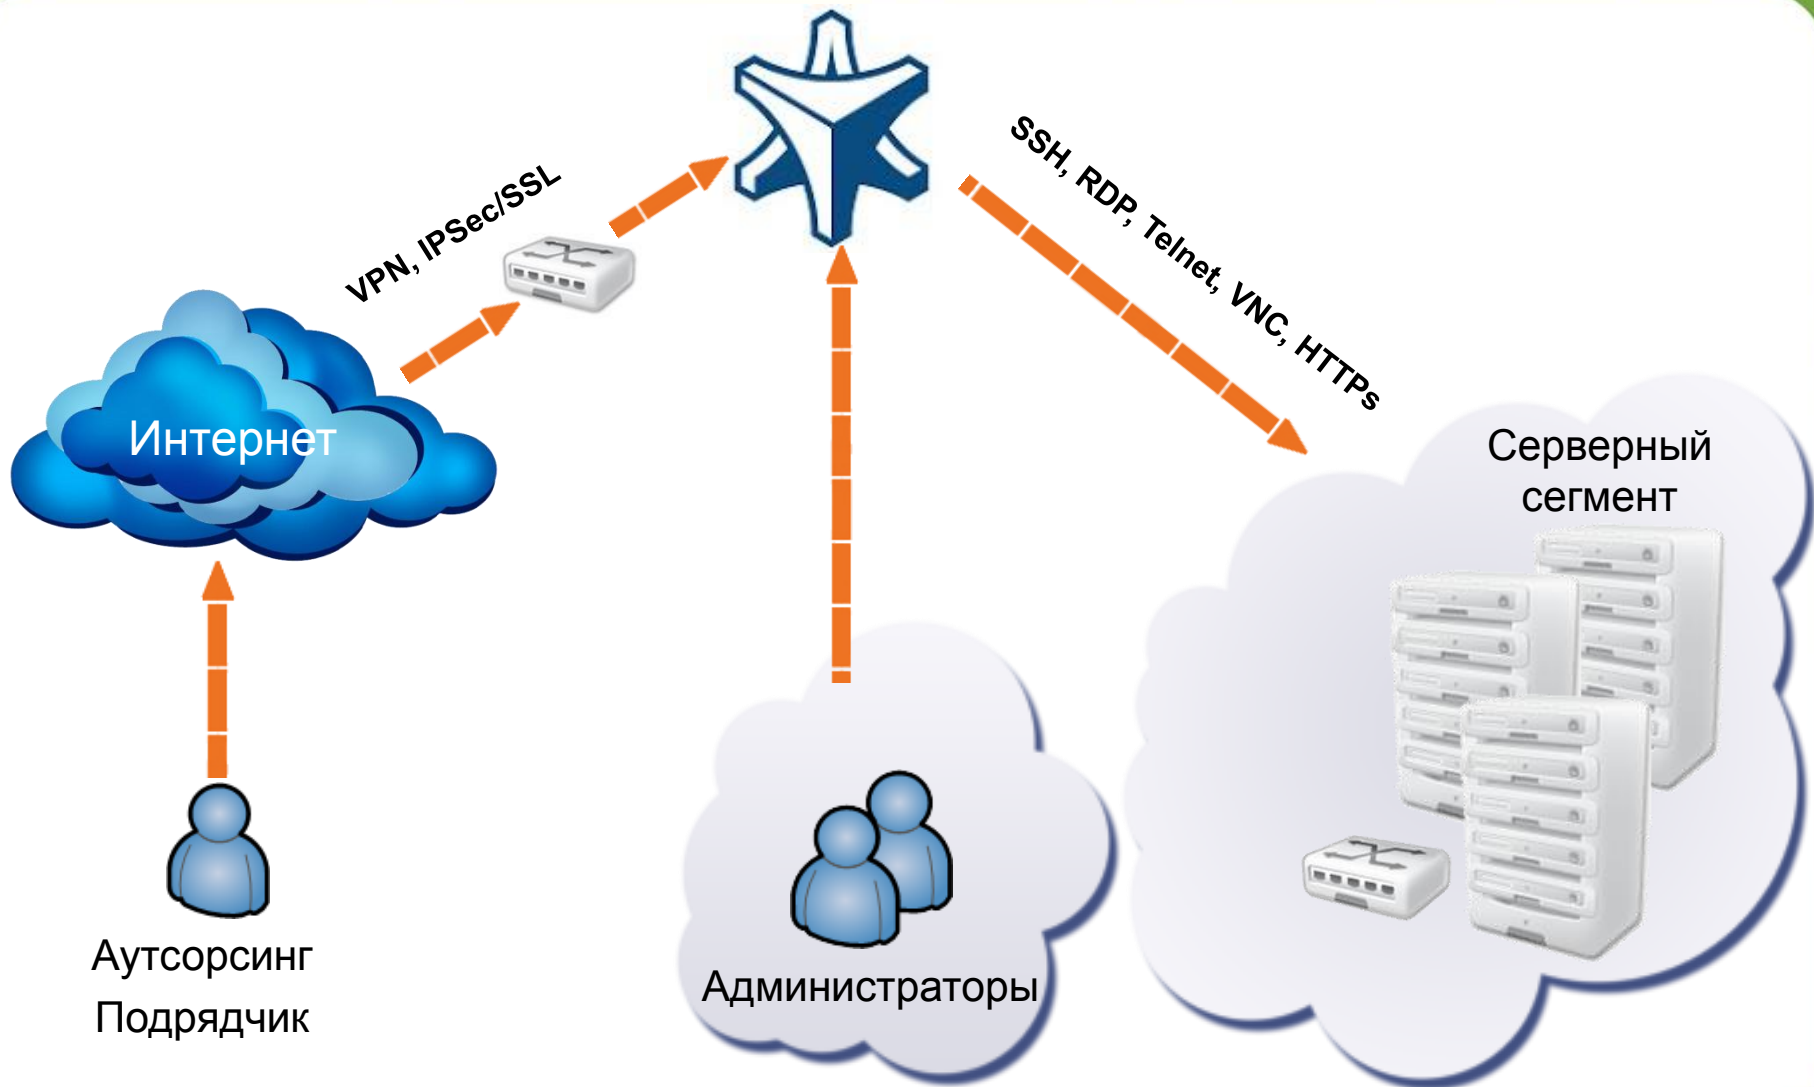 VPN, IPSec/SSL
SSH, RDP, Telnet, VNC, HTTPs
Интернет
Серверный
сегмент
Аутсорсинг
Подрядчик
Администраторы